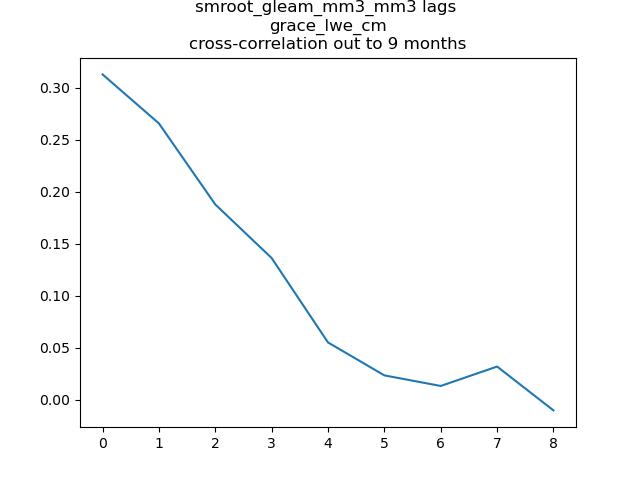 smroot_gleam_mm3_mm3 lags
grace_lwe_cm
cross-correlation out to 9 months
0.30
0.25
0.20
0.15
0.10
0.05
0.00
0 1 2 3 4 5 6 7 8